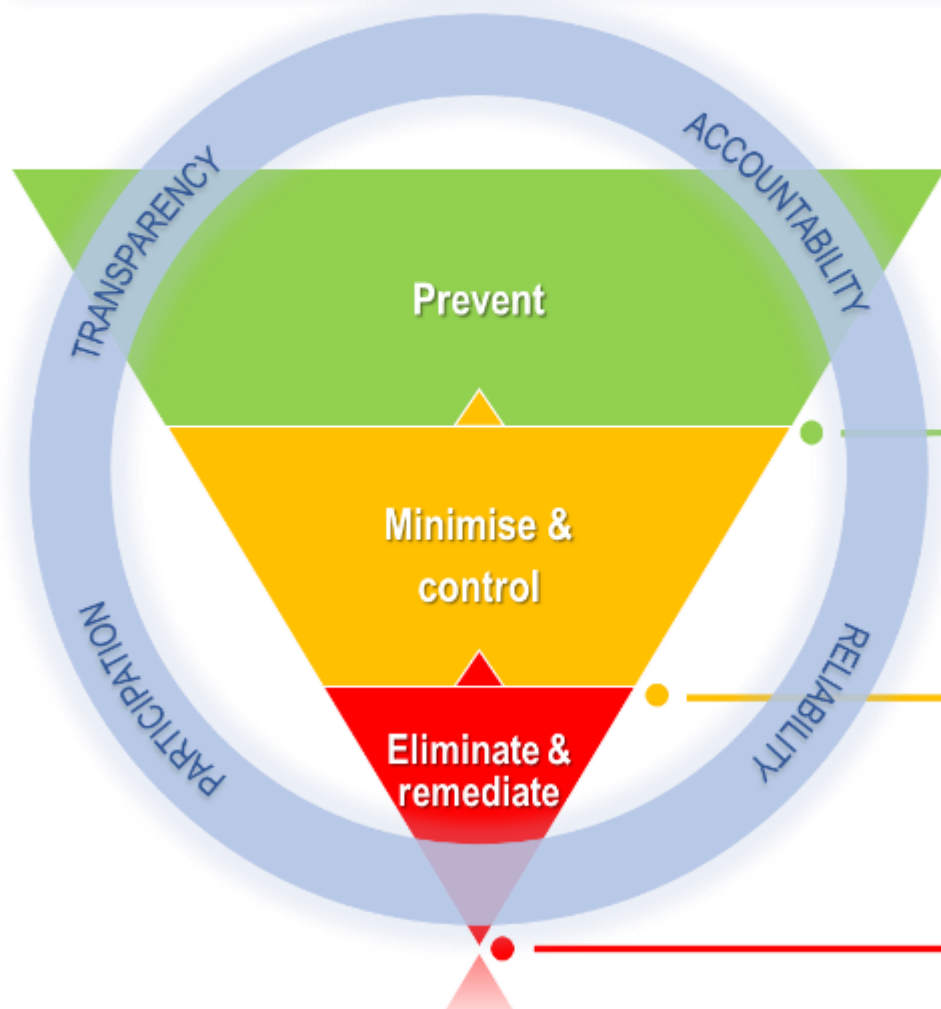 TRANSPARENCY
ACCOUNTABILITY
Prevent
Minimise &
control
PARTICIPATION
RELIABILITY
Eliminate &
remediate